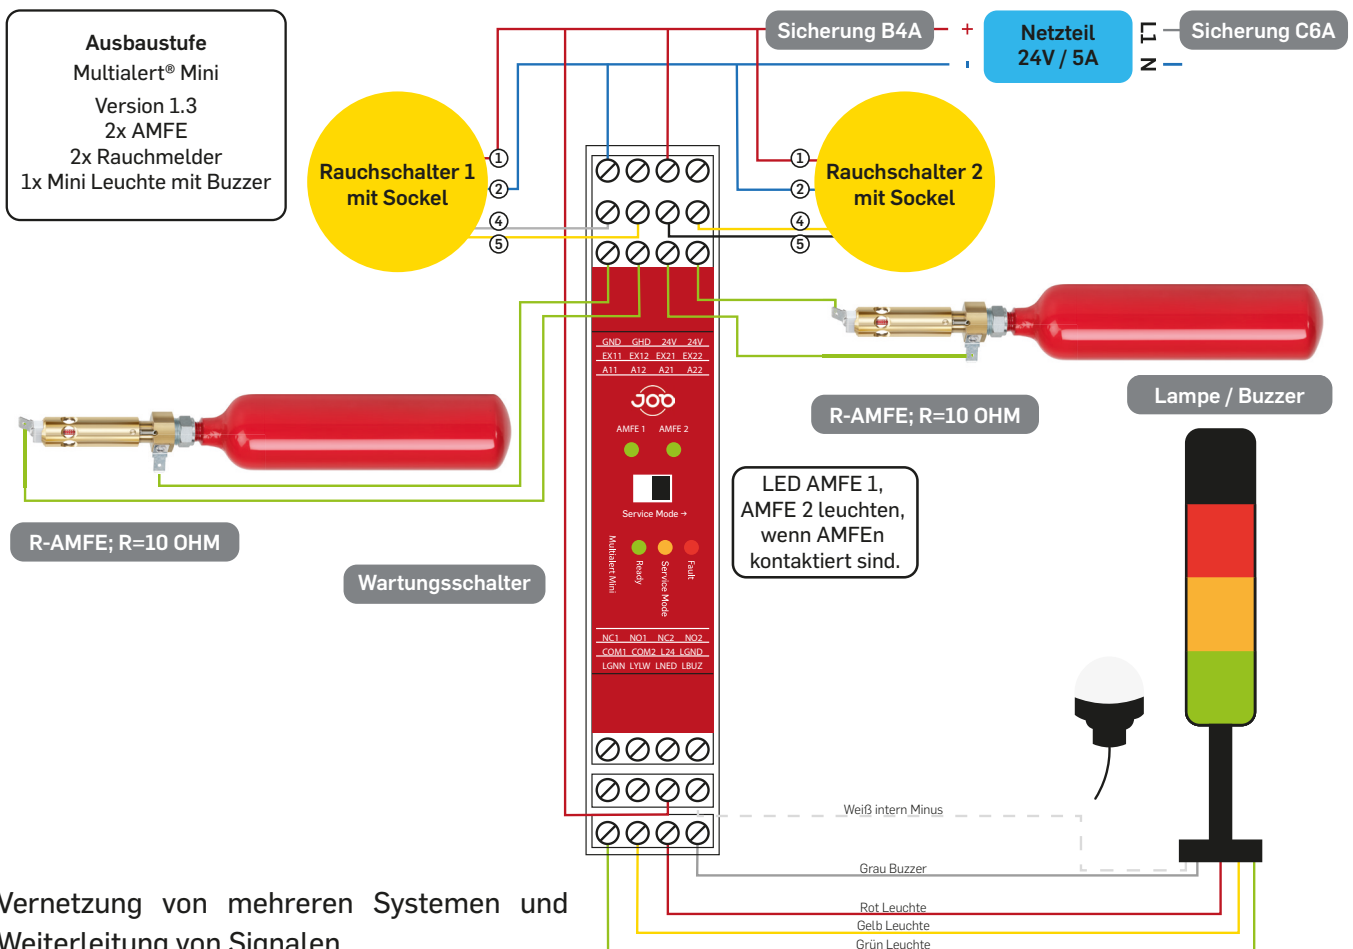 Ausbaustufe
Multialert® Mini
Version 1.3
2x AMFE
2x Rauchmelder
1x Mini Leuchte mit Buzzer
Sicherung B4A
+
-
Netzteil
24V / 5A
L1
N
Sicherung C6A
Rauchschalter 1
mit Sockel
1
2
4
5
1
2
4
5
Rauchschalter 2
mit Sockel
GND GHD 24V 24V
EX11 EX12 EX21 EX22
A11 A12 A21 A22
JOB
AMFE 1 AMFE 2
Service Mode →
Multialert Mini
Ready
Service Mode
Fault
NC1 NO1 NC2 NO2
COM1 COM2 L24 LGND
LGNN LYLW LNED LBUZ
R-AMFE; R=10 OHM
R-AMFE; R=10 OHM
Wartungsschalter
LED AMFE 1,
AMFE 2 leuchten,
wenn AMFEn
kontaktiert sind.
Lampe / Buzzer
Weiß intern Minus
Grau Buzzer
Rot Leuchte
Gelb Leuchte
Grün Leuchte
Vernetzung von mehreren Systemen und
Weiterleitung von Signalen